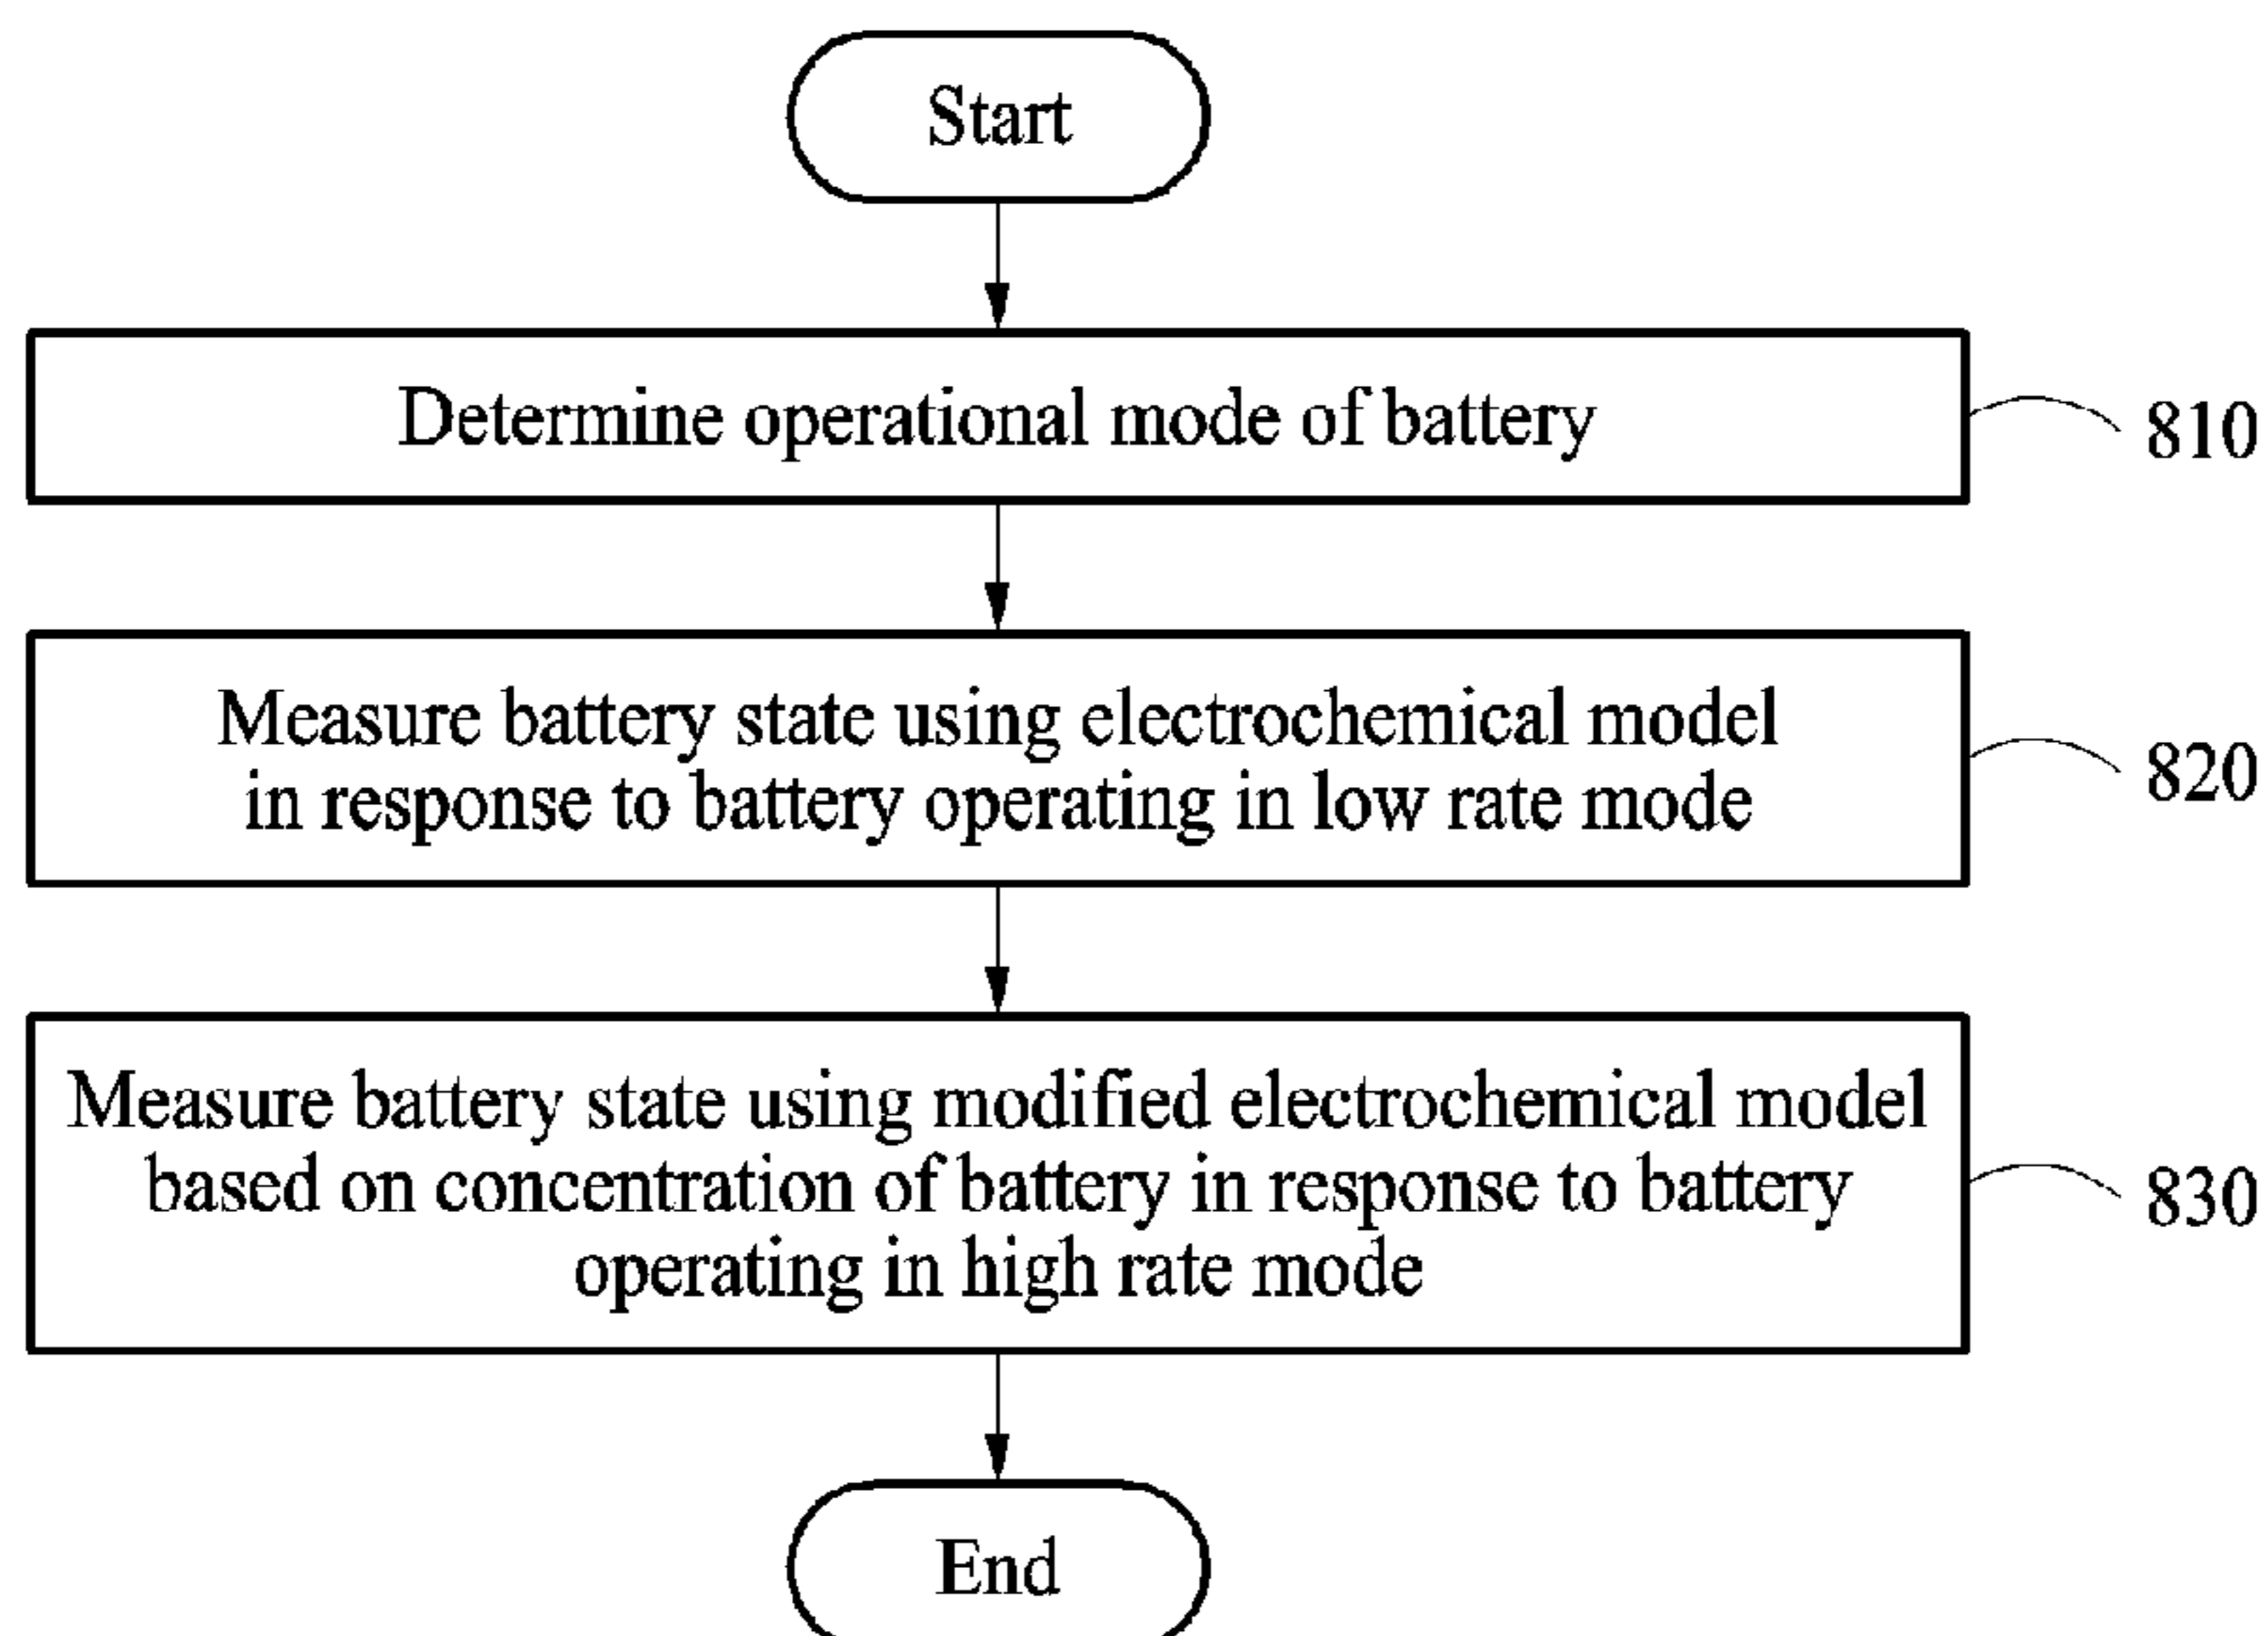 Start
Determine operational mode of battery
810
Measure battery state using electrochemical model
in response to battery operating in low rate mode
820
Measure battery state using modified electrochemical model
based on concentration of battery in response to battery
operating in high rate mode
830
End